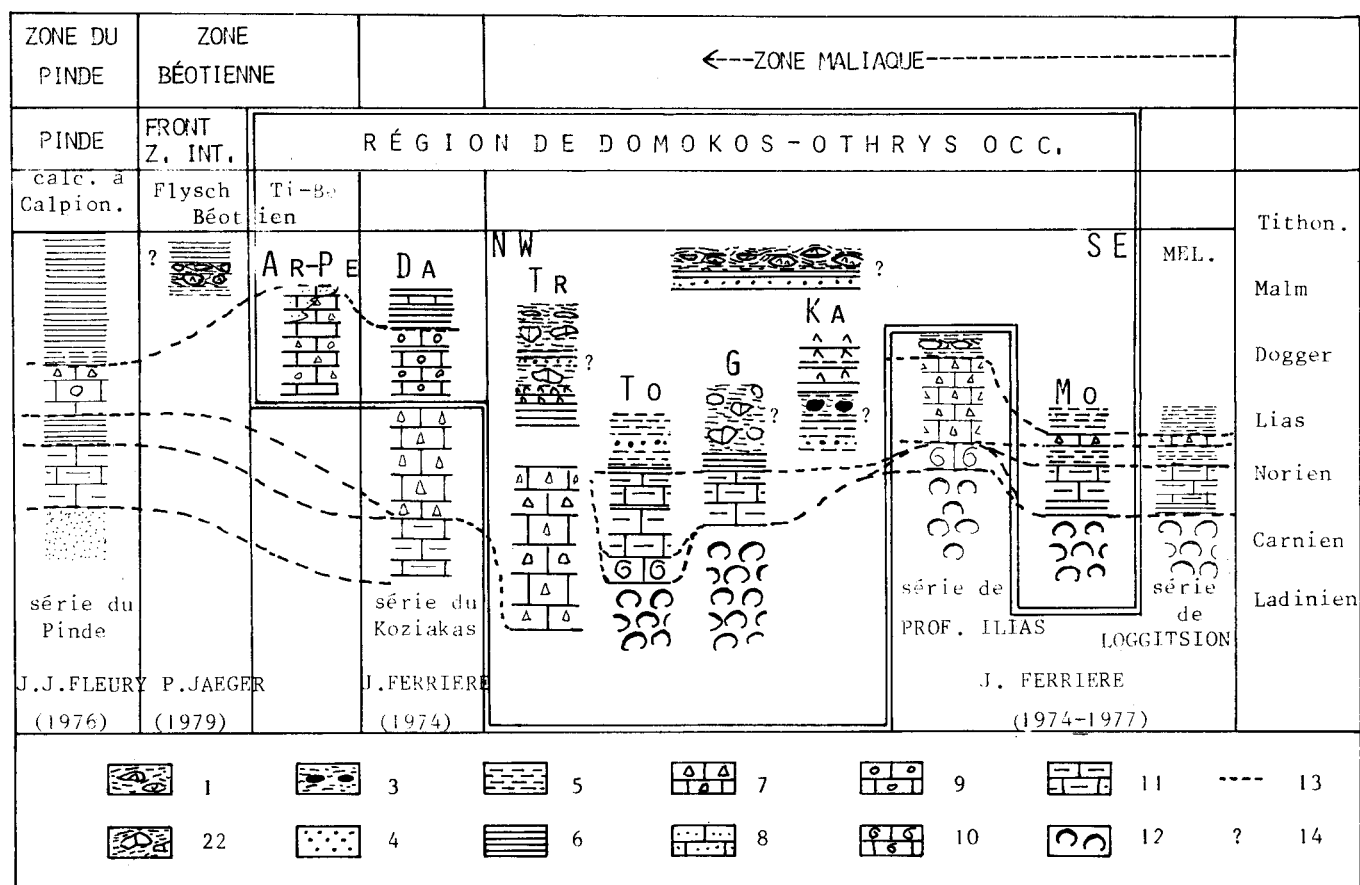 ZONE DU
PINDE
ZONE
BÉOTIENNE
←---ZONE MALIAQUE---
PINDE
FRONT
Z. INT.
RÉGION DE DOMOKOS-OTHRYS OCC.
calc. à
Calpion.
Flysch
Béotien
Ti-Be
NW
SE
MEL.
Tithon.
?
AR-PE
DA
TR
?
Malm
KA
Dogger
?
TO
G
MO
?
?
Lias
Norien
Carnien
Ladinien
série du
Pinde
série du
Koziakas
série de
PROF. ILIAS
série
de
LOGGITSION
J.J.FLEURY
(1976)
P.JAEGER
(1979)
J.FERRIERE
(1974)
J. FERRIERE
(1974-1977)
1
3
5
7
9
11
13
22
4
6
8
10
12
?
14